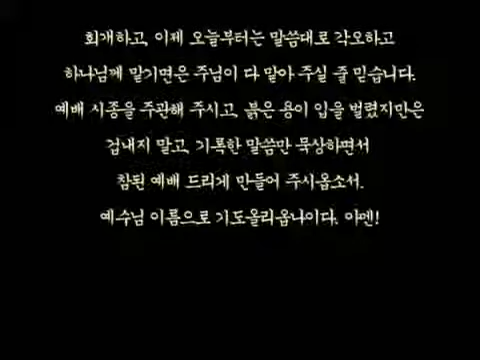 회개하고, 이제 오늘부터는 말씀대로 각오하고
하나님께 맡기면은 주님이 다 맡아 주실 줄 믿습니다.
예배 시종을 주관해 주시고, 붉은 용이 입을 벌렸지만은
겁내지 말고, 기록한 말씀만 묵상하면서
참된 예배 드리게 만들어 주시옵소서.
예수님 이름으로 기도올리옵나이다. 아멘!